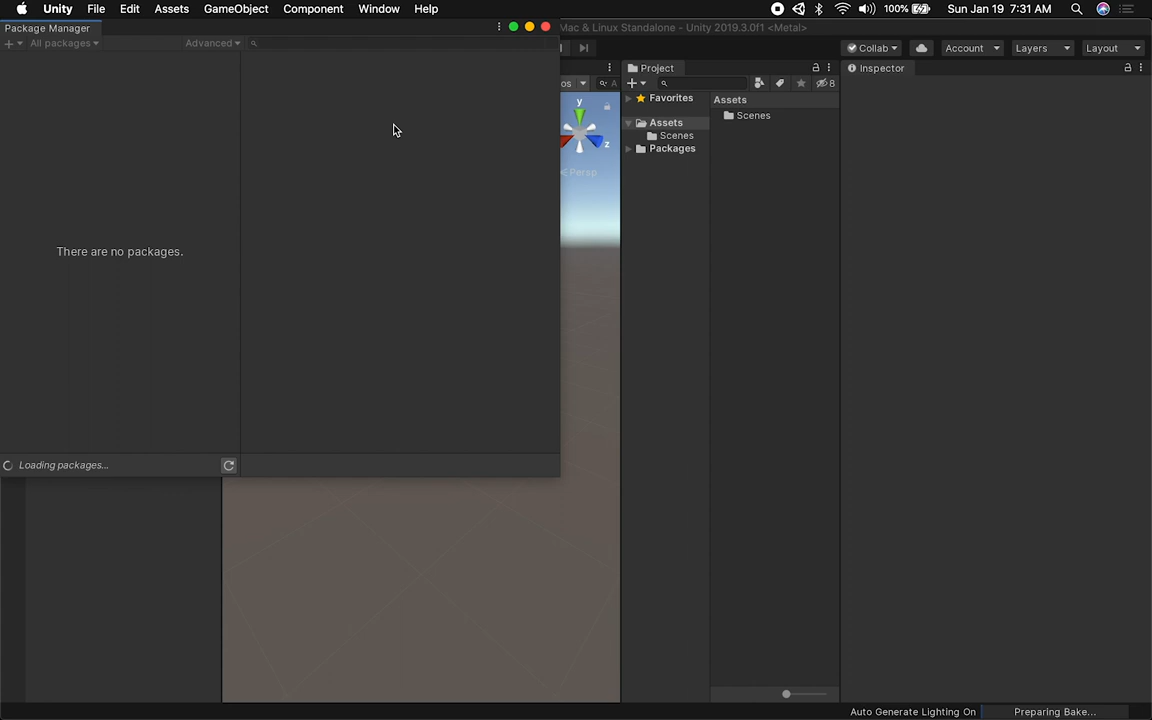 Unity File Edit Assets GameObject Component Window Help 100% Sun Jan 19 7:31 AM
Package Manager
Mac & Linux Standalone - Unity 2019.3.0f1 <Metal>
All packages Advanced
Collab Account Layers Layout
Project Inspector
os A 8
Favorites Assets
y Scenes
Assets
Scenes
z
Packages
Persp
There are no packages.
Loading packages...
Auto Generate Lighting On Preparing Bake...